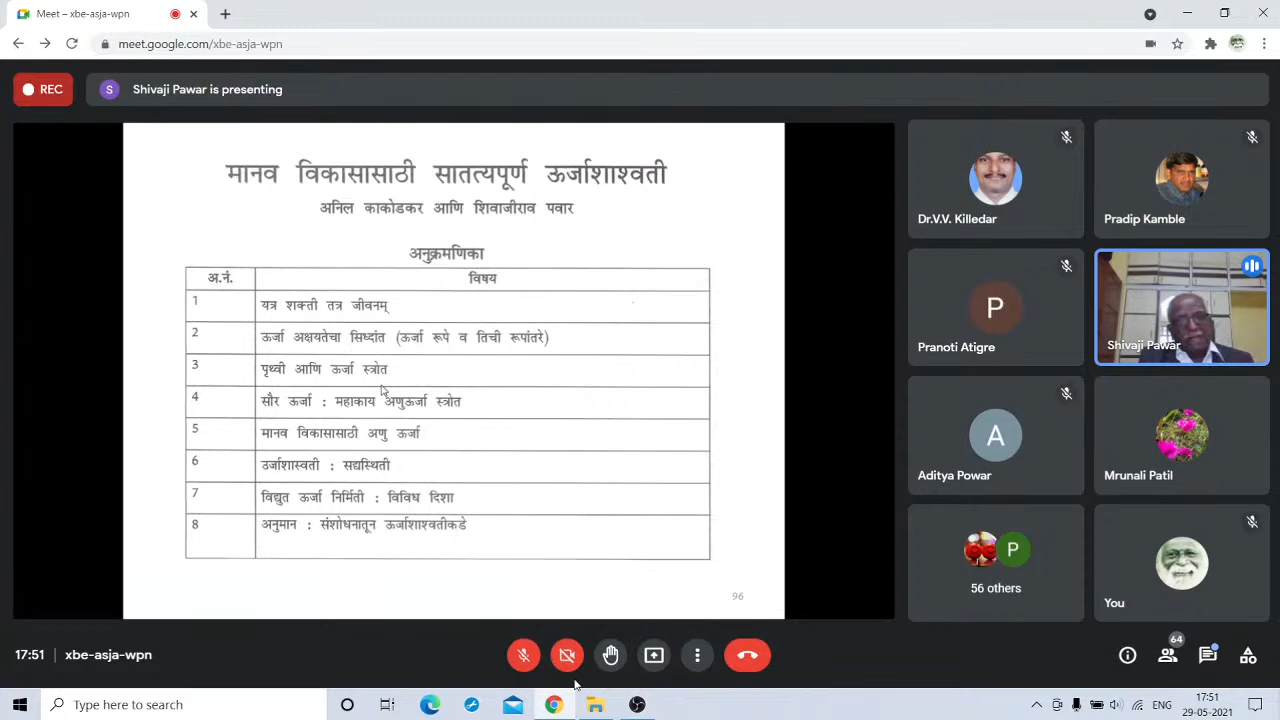 Meet – xbe-asja-wpn
meet.google.com/xbe-asja-wpn
REC
S
Shivaji Pawar is presenting
मानव विकासासाठी सातत्यपूर्ण ऊर्जाशाश्वती
अनिल काकोडकर आणि शिवाजीराव पवार
अनुक्रमणिका
अ.नं. विषय
1 यत्र शक्ती तत्र जीवनम्
2 ऊर्जा अक्षयतेचा सिध्दांत (ऊर्जा रूपे व तिची रूपांतरे)
3 पृथ्वी आणि ऊर्जा स्त्रोत
4 सौर ऊर्जा : महाकाय अणुऊर्जा स्त्रोत
5 मानव विकासासाठी अणु ऊर्जा
6 उर्जाशास्वती : सद्यस्थिती
7 विद्युत ऊर्जा निर्मिती : विविध दिशा
8 अनुमान : संशोधनातून ऊर्जाशाश्वतीकडे
96
Dr.V.V. Killedar
Pradip Kamble
P
Pranoti Atigre
Shivaji Pawar
A
Aditya Powar
Mrunali Patil
P
56 others
You
17:51 xbe-asja-wpn
64
Type here to search
ENG
17:51
29-05-2021